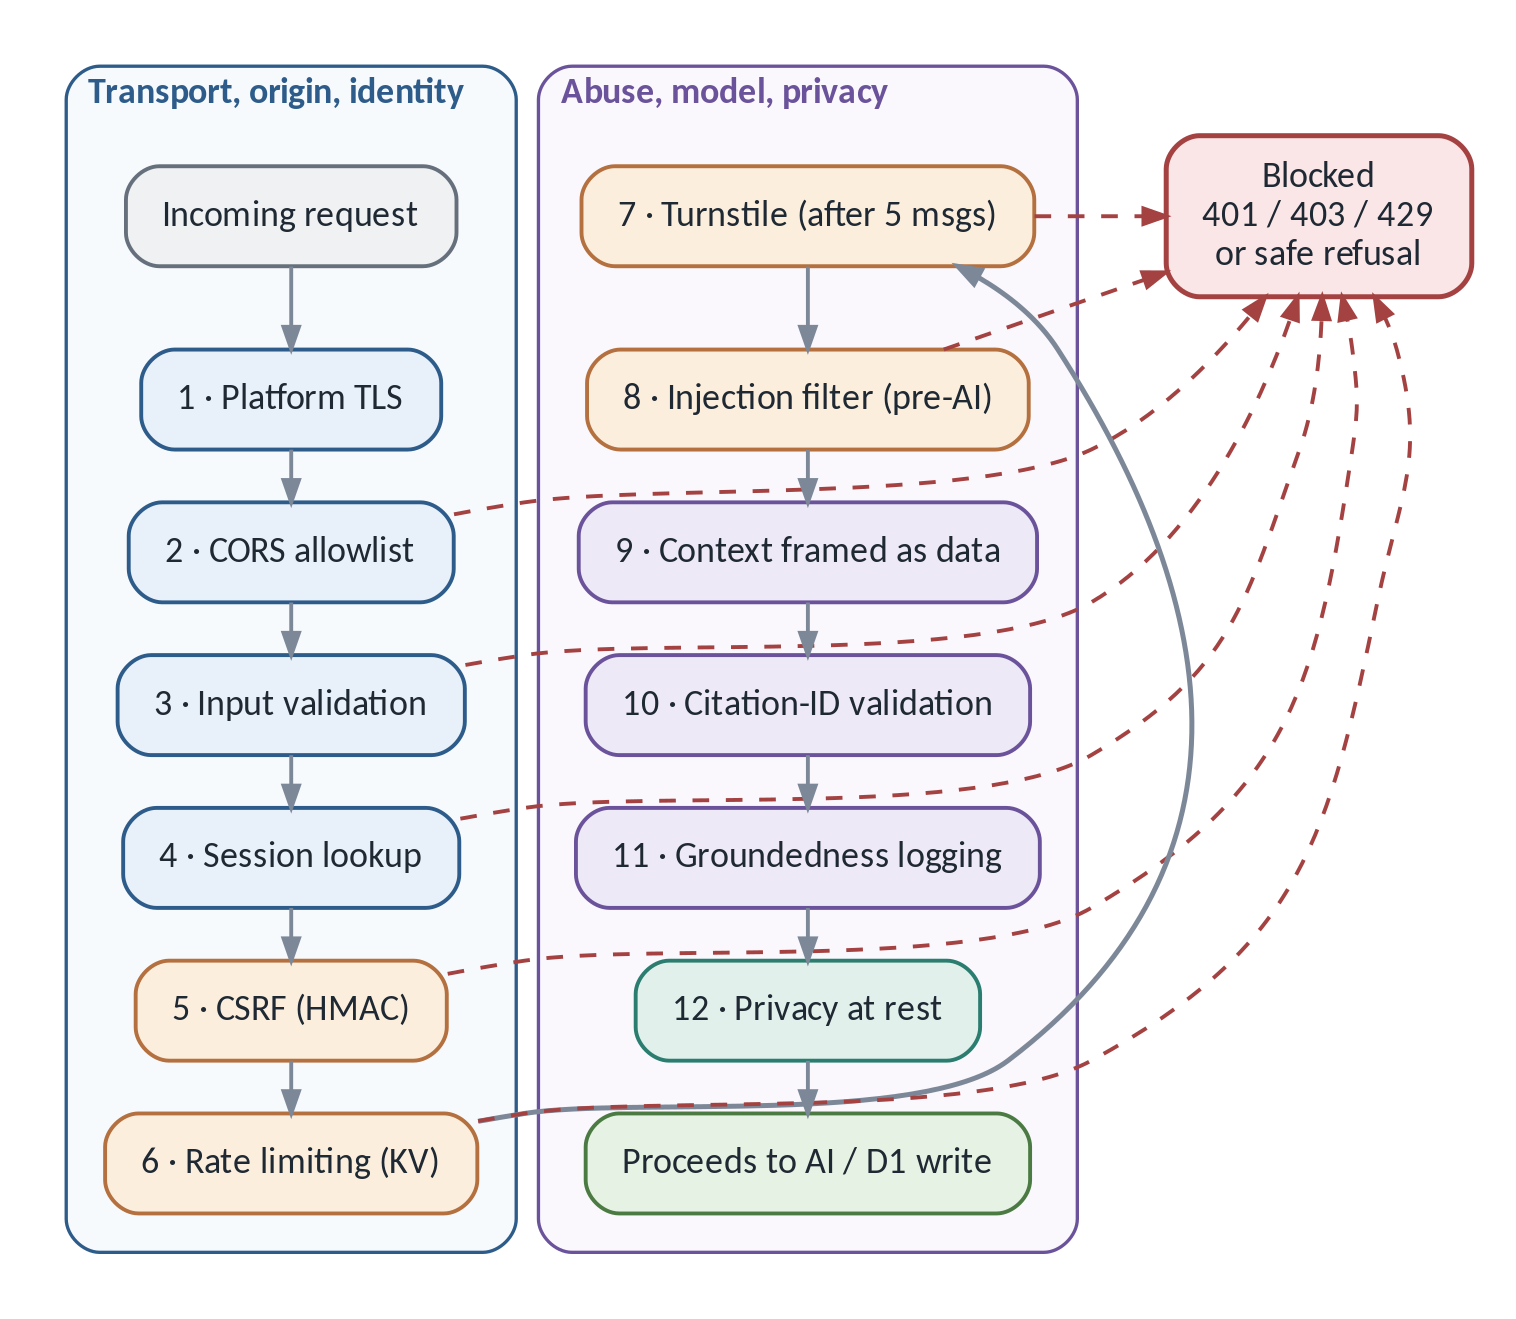 Transport, origin, identity
Incoming request
1 · Platform TLS
2 · CORS allowlist
3 · Input validation
4 · Session lookup
5 · CSRF (HMAC)
6 · Rate limiting (KV)
Abuse, model, privacy
7 · Turnstile (after 5 msgs)
8 · Injection filter (pre-AI)
9 · Context framed as data
10 · Citation-ID validation
11 · Groundedness logging
12 · Privacy at rest
Proceeds to AI / D1 write
Blocked
401 / 403 / 429
or safe refusal